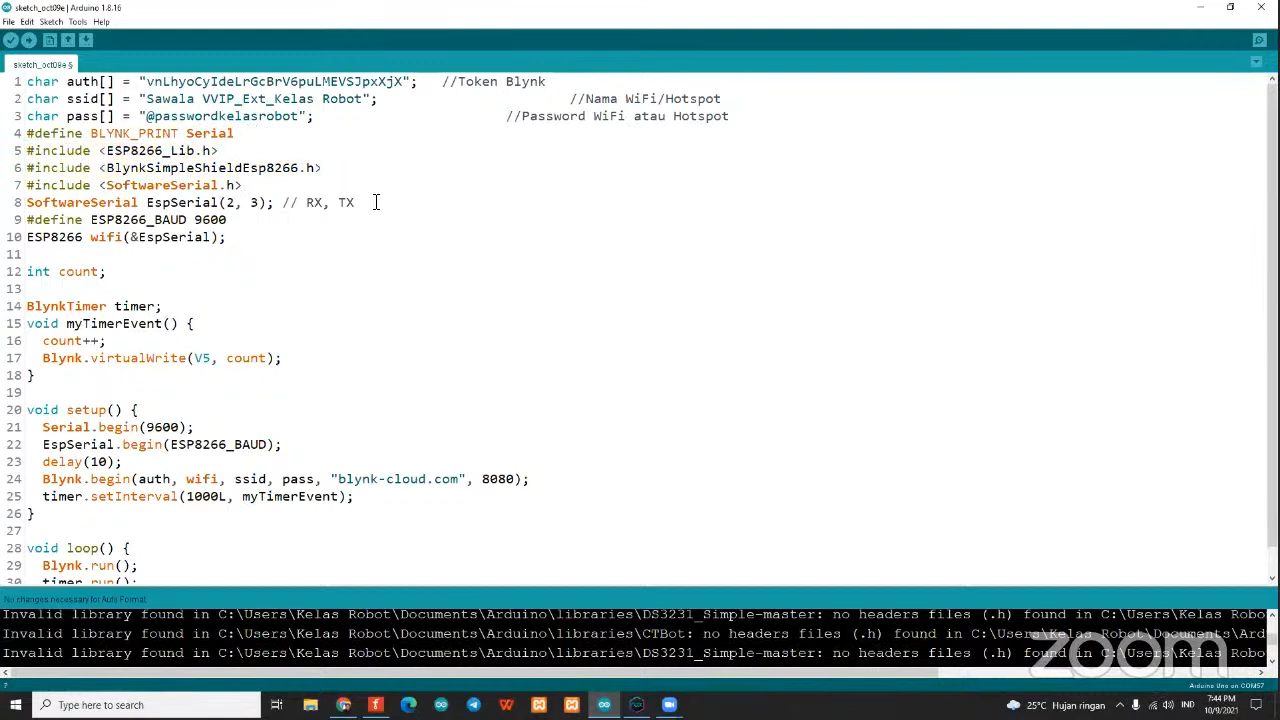 sketch_oct09e | Arduino 1.8.16
File Edit Sketch Tools Help
sketch_oct09e §
1 char auth[] = "vnLhyoCyIdeLrGcBrV6puLMEVSJpxXjX"; //Token Blynk
2 char ssid[] = "Sawala VVIP_Ext_Kelas Robot"; //Nama WiFi/Hotspot
3 char pass[] = "@passwordkelasrobot"; //Password WiFi atau Hotspot
4 #define BLYNK_PRINT Serial
5 #include <ESP8266_Lib.h>
6 #include <BlynkSimpleShieldEsp8266.h>
7 #include <SoftwareSerial.h>
8 SoftwareSerial EspSerial(2, 3); // RX, TX
9 #define ESP8266_BAUD 9600
10 ESP8266 wifi(&EspSerial);
11
12 int count;
13
14 BlynkTimer timer;
15 void myTimerEvent() {
16 count++;
17 Blynk.virtualWrite(V5, count);
18 }
19
20 void setup() {
21 Serial.begin(9600);
22 EspSerial.begin(ESP8266_BAUD);
23 delay(10);
24 Blynk.begin(auth, wifi, ssid, pass, "blynk-cloud.com", 8080);
25 timer.setInterval(1000L, myTimerEvent);
26 }
27
28 void loop() {
29 Blynk.run();
30 timer.run();
No changes necessary for Auto Format.
Invalid library found in C:\Users\Kelas Robot\Documents\Arduino\libraries\DS3231_Simple-master: no headers files (.h) found in C:\Users\Kelas Robo
Invalid library found in C:\Users\Kelas Robot\Documents\Arduino\libraries\CTBot: no headers files (.h) found in C:\Users\Kelas Robot\Documents\Ard
Invalid library found in C:\Users\Kelas Robot\Documents\Arduino\libraries\DS3231_Simple-master: no headers files (.h) found in C:\Users\Kelas Robo
zoom
7
Arduino Uno on COM57
Type here to search
25°C Hujan ringan
IND
7:44 PM
10/9/2021